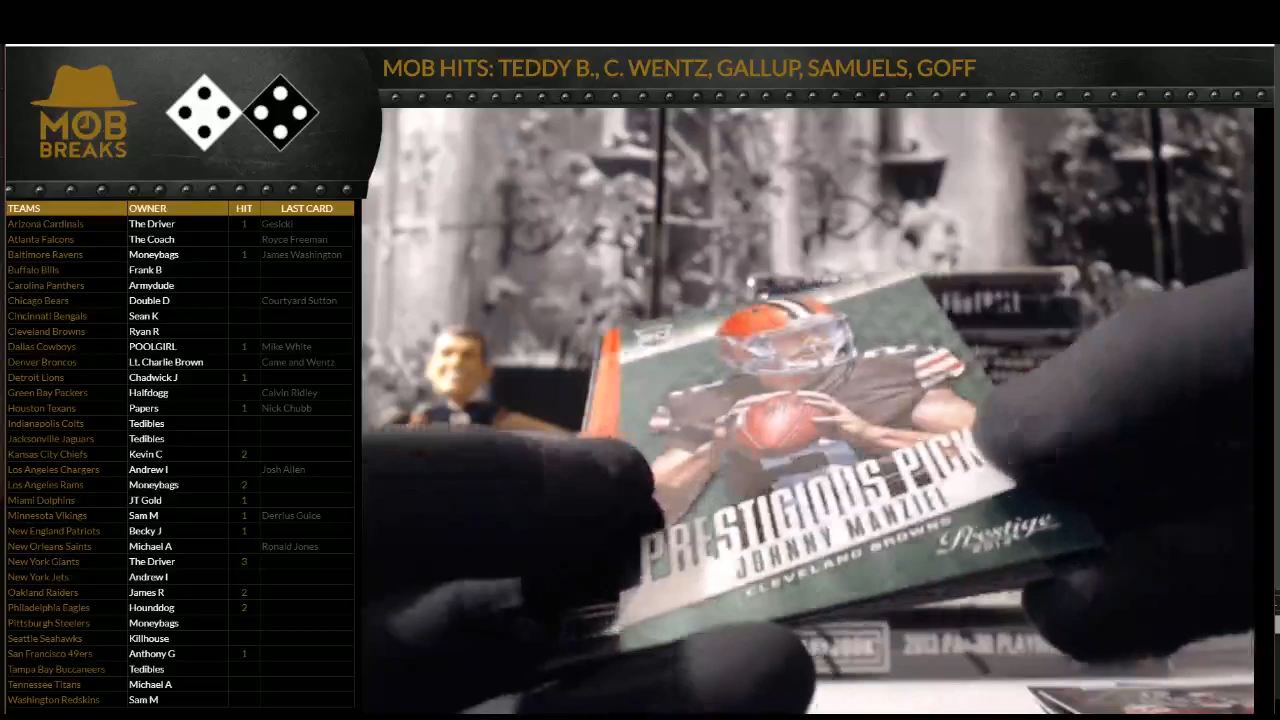 MOB HITS: TEDDY B., C. WENTZ, GALLUP, SAMUELS, GOFF
MOB
BREAKS
TEAMS OWNER HIT LAST CARD
Arizona Cardinals The Driver 1 Gesicki
Atlanta Falcons The Coach Royce Freeman
Baltimore Ravens Moneybags 1 James Washington
Buffalo Bills Frank B
Carolina Panthers Armydude
Chicago Bears Double D Courtyard Sutton
Cincinnati Bengals Sean K
Cleveland Browns Ryan R
Dallas Cowboys POOLGIRL 1 Mike White
Denver Broncos Lt. Charlie Brown Came and Wentz
Detroit Lions Chadwick J 1
Green Bay Packers Halfdogg Calvin Ridley
Houston Texans Papers 1 Nick Chubb
Indianapolis Colts Tedibles
Jacksonville Jaguars Tedibles
Kansas City Chiefs Kevin C 2
Los Angeles Chargers Andrew I Josh Allen
Los Angeles Rams Moneybags 2
Miami Dolphins JT Gold 1
Minnesota Vikings Sam M 1 Derrius Guice
New England Patriots Becky J 1
New Orleans Saints Michael A Ronald Jones
New York Giants The Driver 3
New York Jets Andrew I
Oakland Raiders James R 2
Philadelphia Eagles Hounddog 2
Pittsburgh Steelers Moneybags
Seattle Seahawks Killhouse
San Francisco 49ers Anthony G 1
Tampa Bay Buccaneers Tedibles
Tennessee Titans Michael A
Washington Redskins Sam M
PRESTIGIOUS PICK
JOHNNY MANZIEL
CLEVELAND BROWNS
Prestige